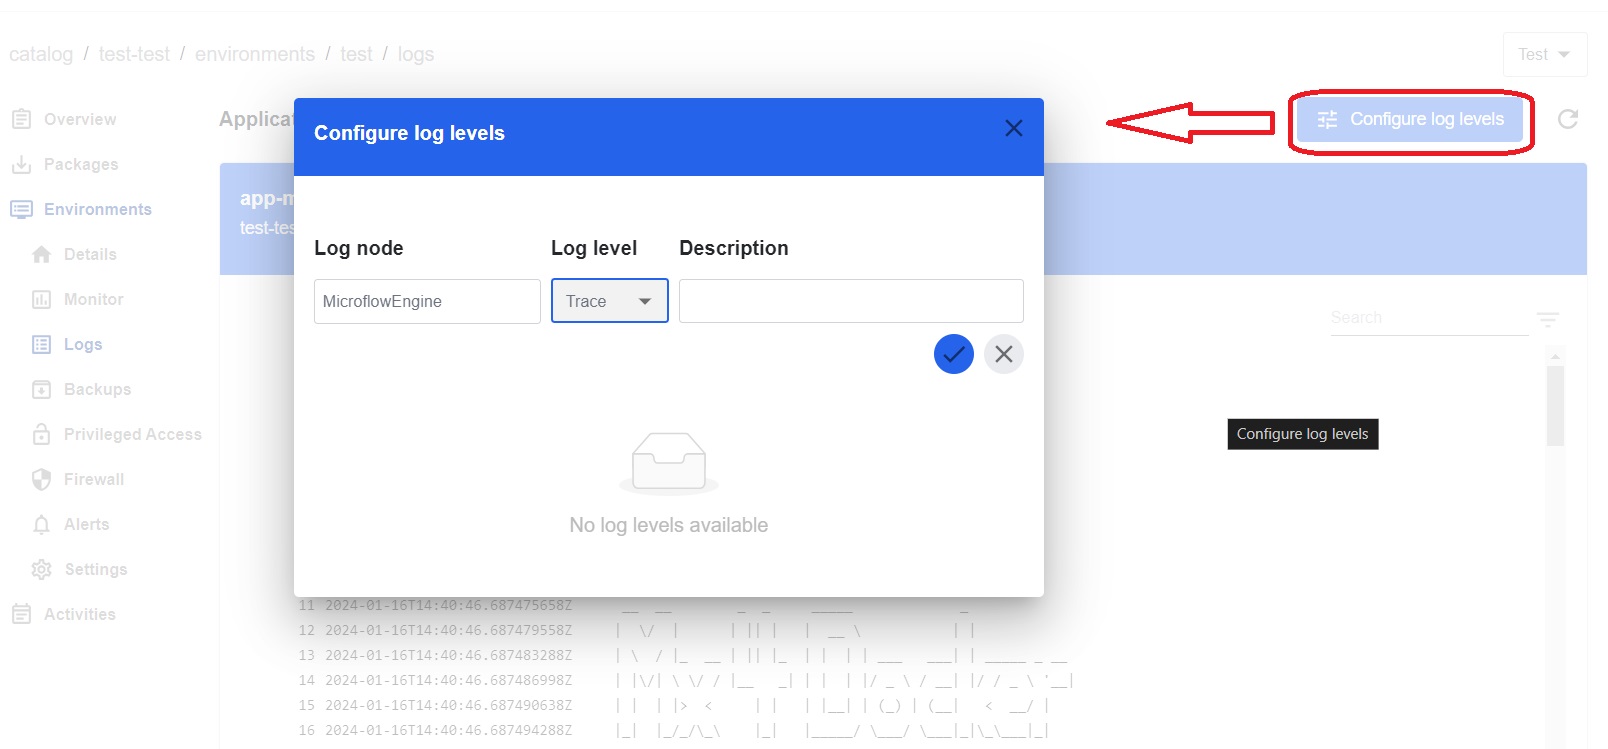 catalog / test-test / environments / test / logs
Test
Overview
Packages
Environments
Details
Monitor
Logs
Backups
Privileged Access
Firewall
Alerts
Settings
Activities
Configure log levels
app-m
test-tes
Search
Configure log levels
Log node
Log level
Description
MicroflowEngine
Trace
No log levels available
Configure log levels
11 2024-01-16T14:40:46.687475658Z
12 2024-01-16T14:40:46.687479558Z
13 2024-01-16T14:40:46.687483288Z
14 2024-01-16T14:40:46.687486998Z
15 2024-01-16T14:40:46.687490638Z
16 2024-01-16T14:40:46.687494288Z